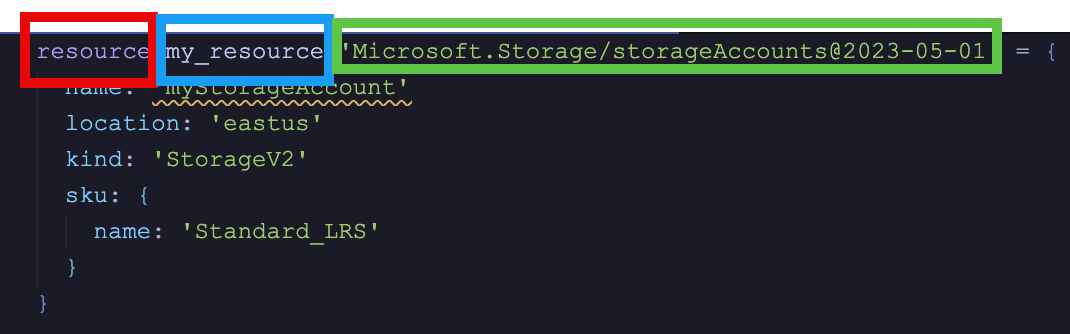 resource my_resource 'Microsoft.Storage/storageAccounts@2023-05-01 = {
name: 'myStorageAccount'
location: 'eastus'
kind: 'StorageV2'
sku: {
name: 'Standard_LRS'
}
}